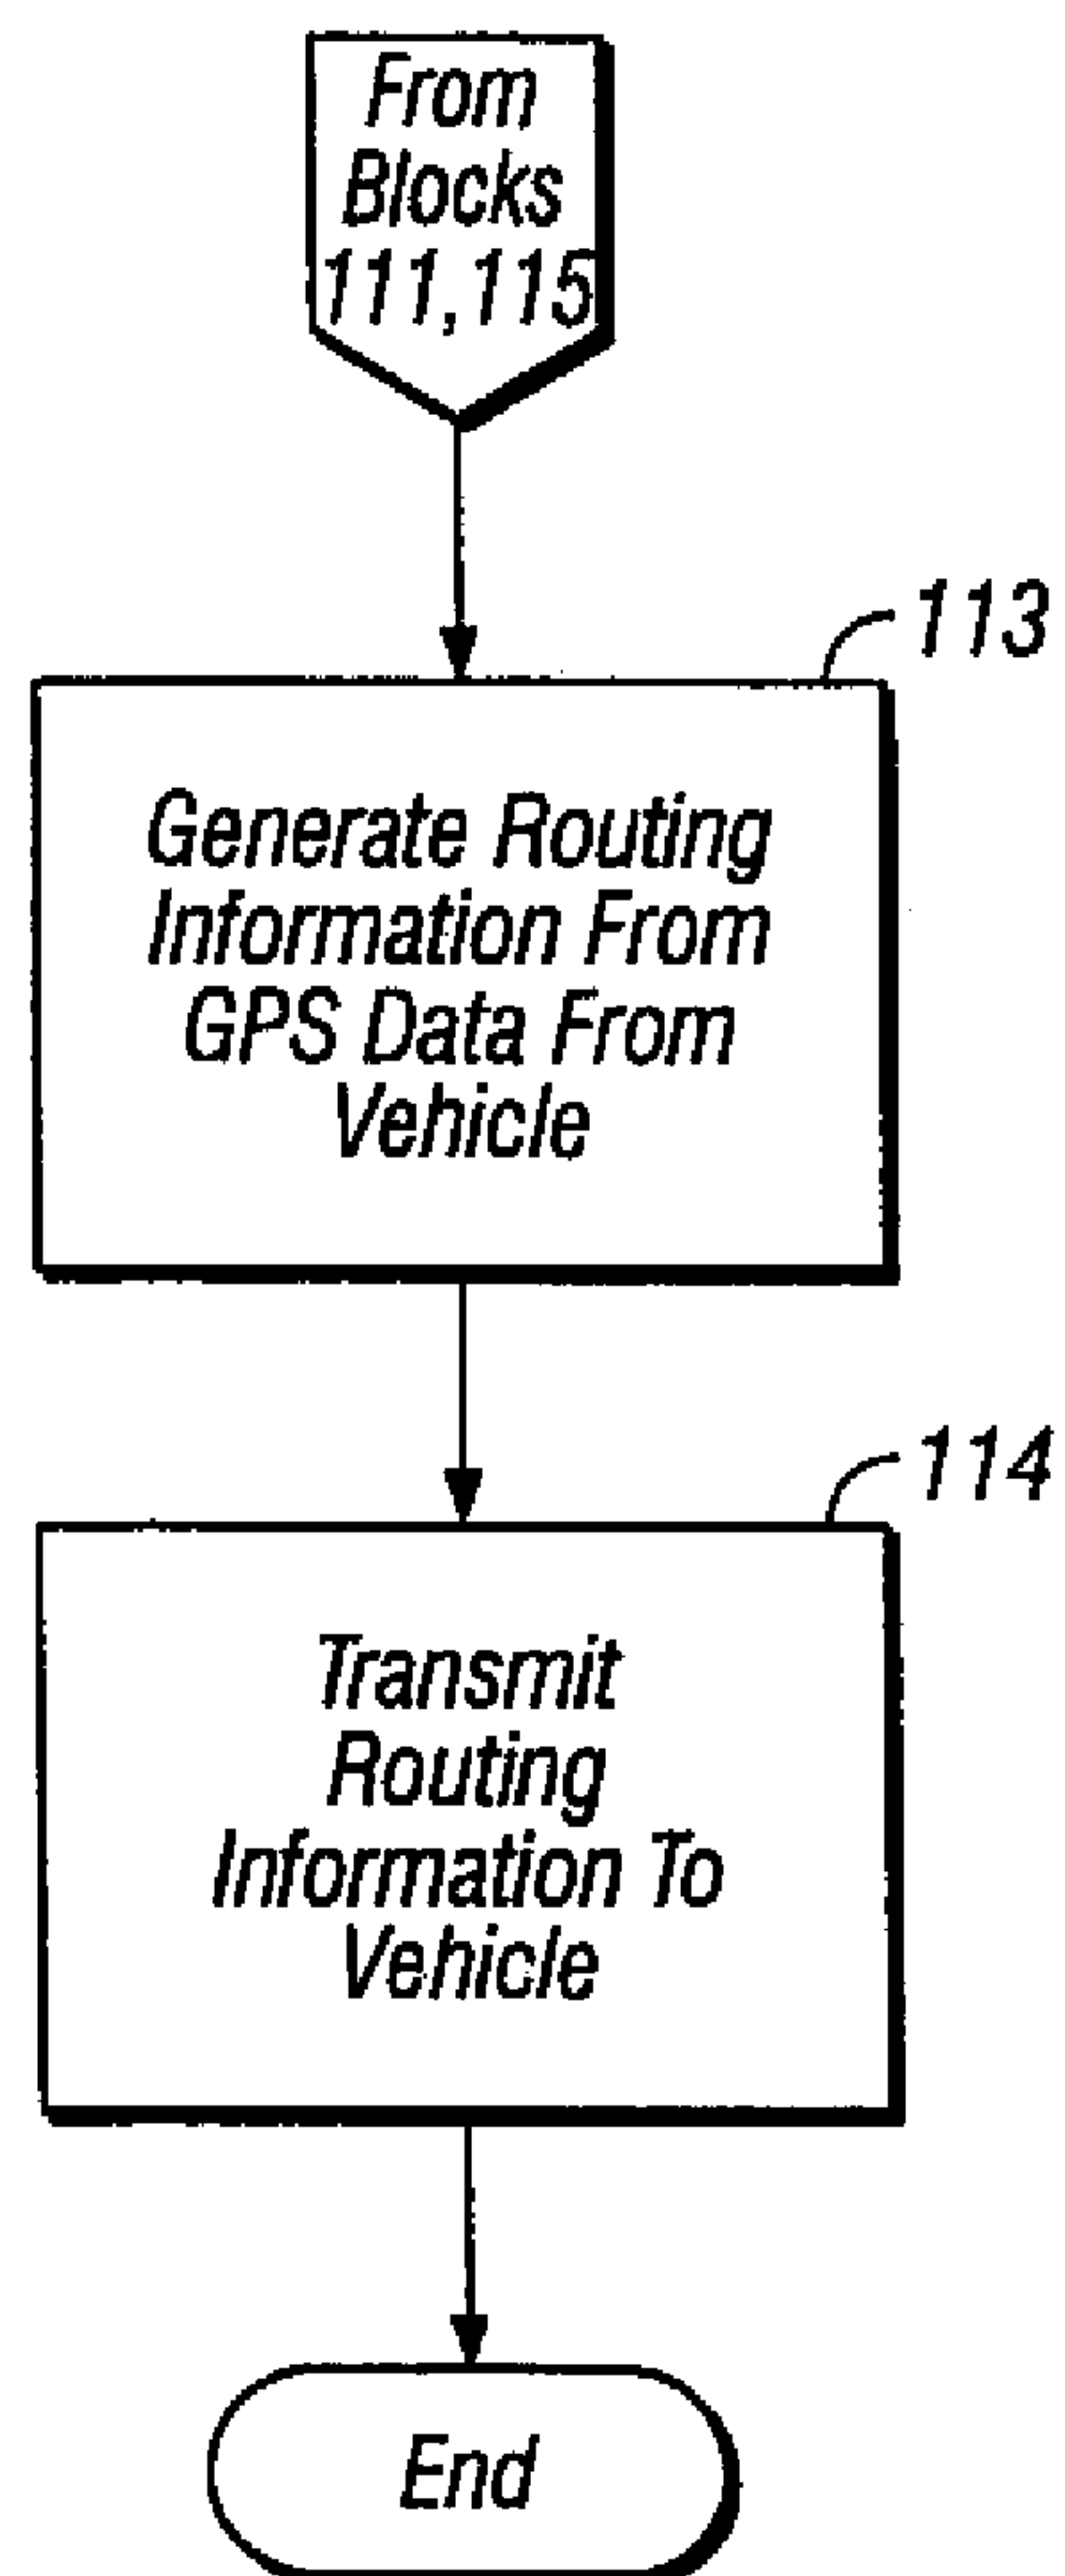 From
Blocks
111,115
113
Generate Routing
Information From
GPS Data From
Vehicle
114
Transmit
Routing
Information To
Vehicle
End